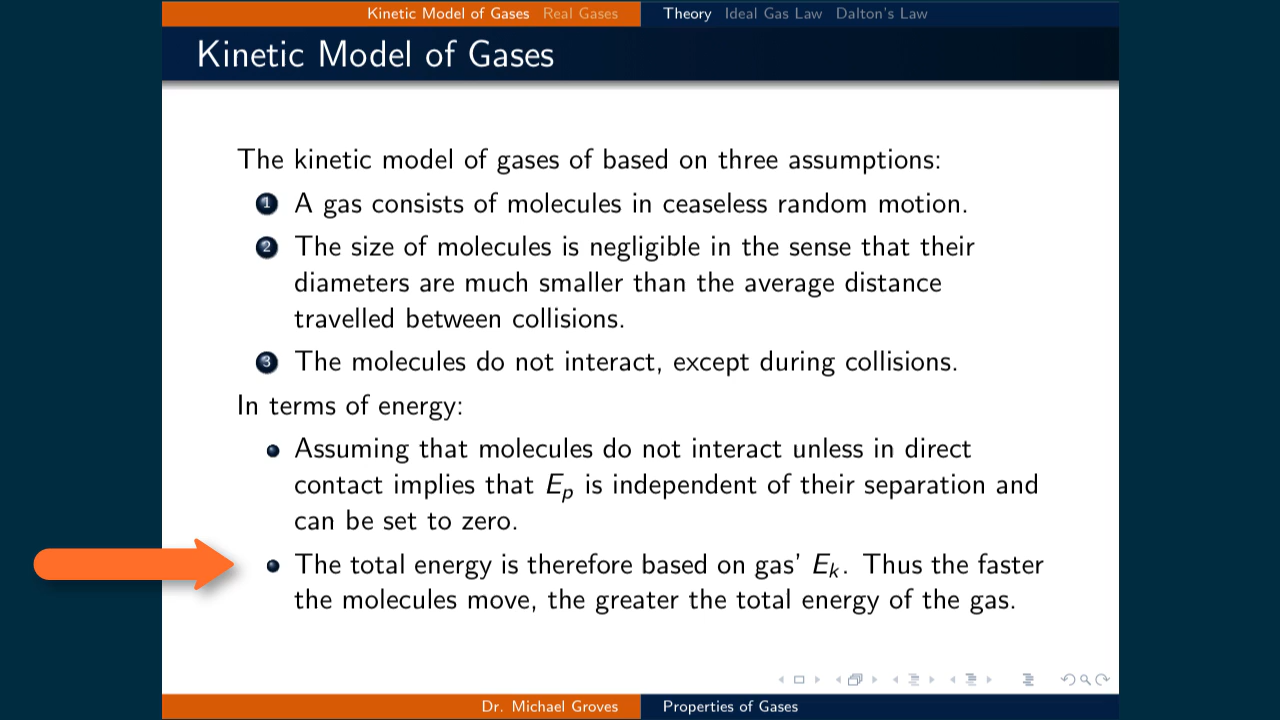 Kinetic Model of Gases Real Gases Theory Ideal Gas Law Dalton's Law
Kinetic Model of Gases
The kinetic model of gases of based on three assumptions:
1 A gas consists of molecules in ceaseless random motion.
2 The size of molecules is negligible in the sense that their
diameters are much smaller than the average distance
travelled between collisions.
3 The molecules do not interact, except during collisions.
In terms of energy:
Assuming that molecules do not interact unless in direct
contact implies that Eₚ is independent of their separation and
can be set to zero.
The total energy is therefore based on gas' Eₖ. Thus the faster
the molecules move, the greater the total energy of the gas.
Dr. Michael Groves Properties of Gases